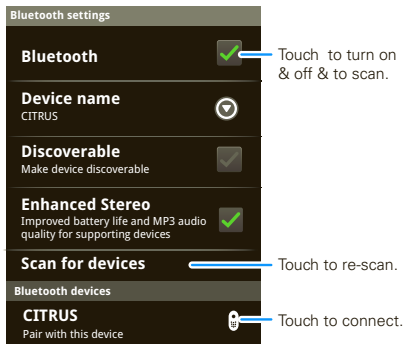 Bluetooth settings
Bluetooth
Touch to turn on
& off & to scan.
Device name
CITRUS
Discoverable
Make device discoverable
Enhanced Stereo
Improved battery life and MP3 audio
quality for supporting devices
Scan for devices
Touch to re-scan.
Bluetooth devices
CITRUS
Pair with this device
Touch to connect.